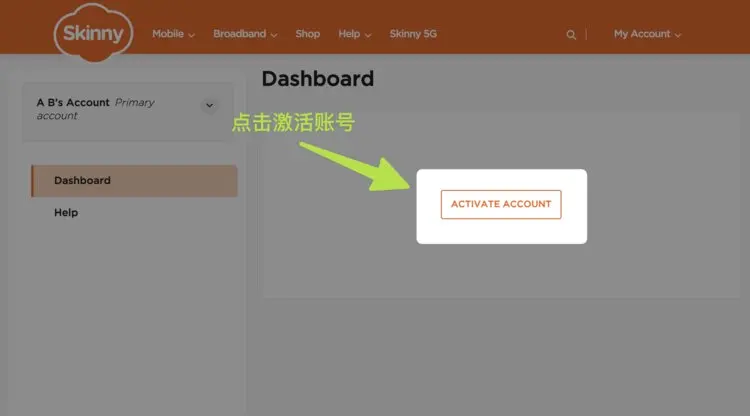 Skinny
Mobile Broadband Shop Help Skinny 5G My Account
Dashboard
A B's Account Primary
account
点击激活账号
Dashboard
ACTIVATE ACCOUNT
Help